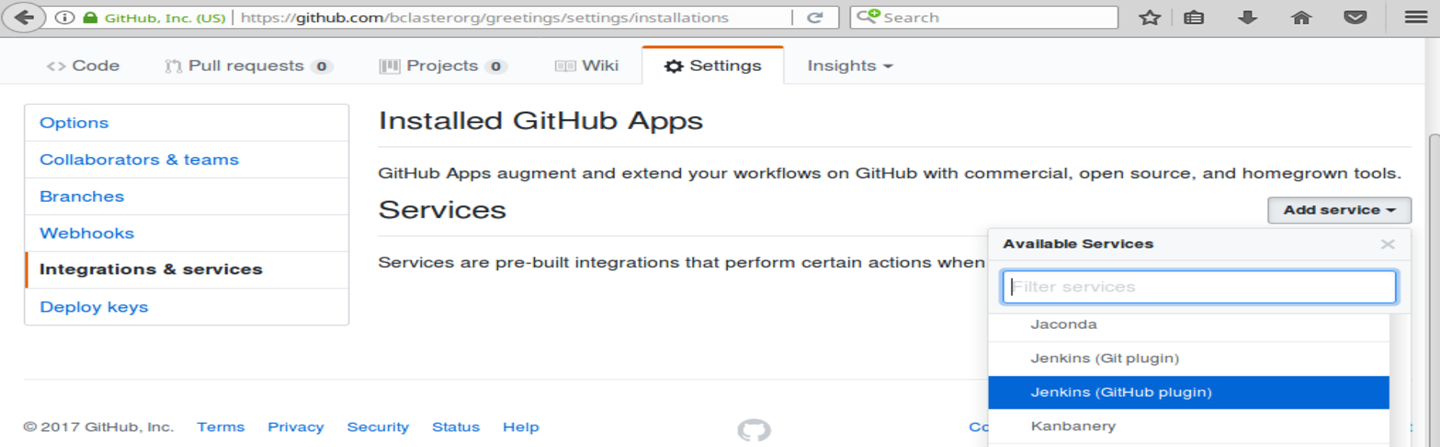 GitHub, Inc. (US) https://github.com/bclasterorg/greetings/settings/installations Search
Code Pull requests 0 Projects 0 Wiki Settings Insights
Options
Collaborators & teams
Branches
Webhooks
Integrations & services
Deploy keys
Installed GitHub Apps
GitHub Apps augment and extend your workflows on GitHub with commercial, open source, and homegrown tools.
Services
Add service
Services are pre-built integrations that perform certain actions when
Available Services
Filter services
Jaconda
Jenkins (Git plugin)
Jenkins (GitHub plugin)
Kanbanery
© 2017 GitHub, Inc. Terms Privacy Security Status Help